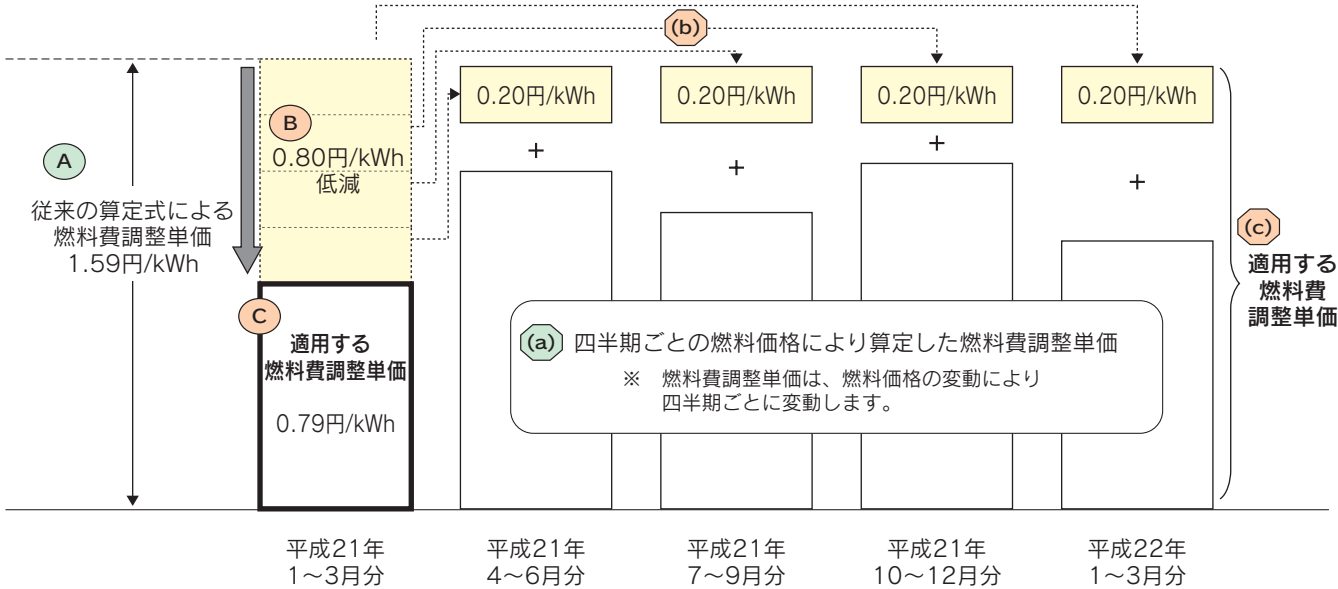 (b)
0.20円/kWh
0.20円/kWh
0.20円/kWh
0.20円/kWh
+
+
+
+
A
従来の算定式による
燃料費調整単価
1.59円/kWh
B
0.80円/kWh
低減
C
適用する
燃料費調整単価
0.79円/kWh
(a) 四半期ごとの燃料価格により算定した燃料費調整単価
※ 燃料費調整単価は、燃料価格の変動により
四半期ごとに変動します。
(c)
適用する
燃料費
調整単価
平成21年
1～3月分
平成21年
4～6月分
平成21年
7～9月分
平成21年
10～12月分
平成22年
1～3月分